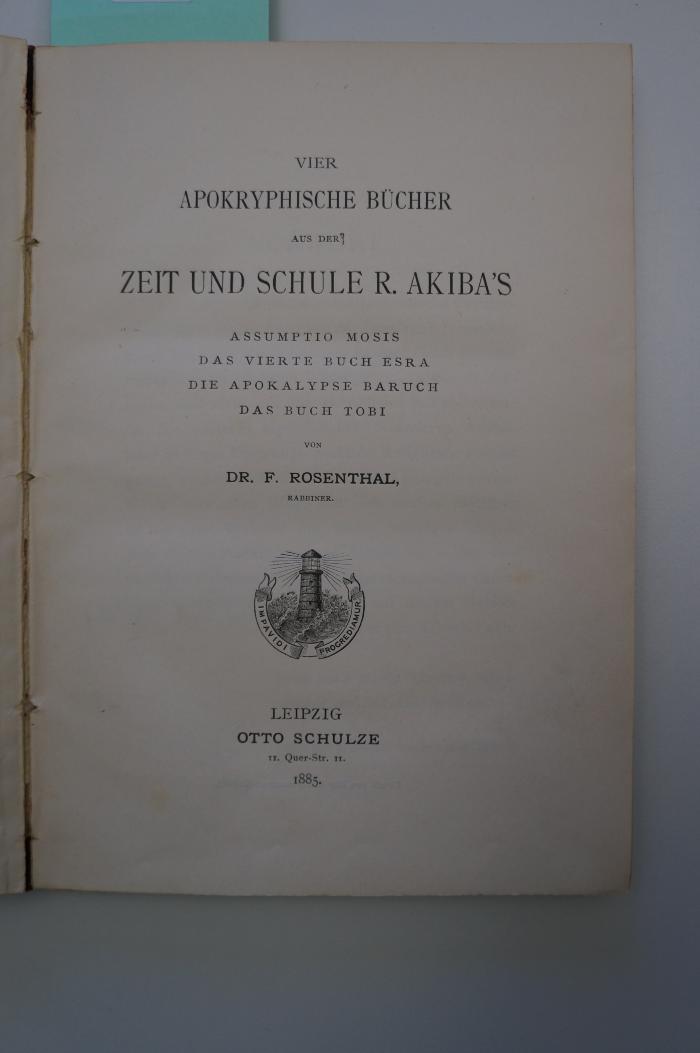 VIER
APOKRYPHISCHE BÜCHER
AUS DER
ZEIT UND SCHULE R. AKIBA'S
ASSUMPTIO MOSIS
DAS VIERTE BUCH ESRA
DIE APOKALYPSE BARUCH
DAS BUCH TOBI
VON
DR. F. ROSENTHAL,
RABBINER.
IMPAVIDI PROGREDIAMUR
LEIPZIG
OTTO SCHULZE
11. Quer-Str. 11.
1885.